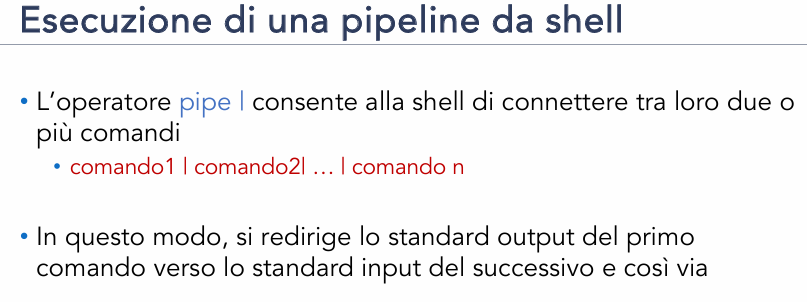 Esecuzione di una pipeline da shell
• L’operatore pipe | consente alla shell di connettere tra loro due o
più comandi
• comando1 | comando2| … | comando n
• In questo modo, si redirige lo standard output del primo
comando verso lo standard input del successivo e così via